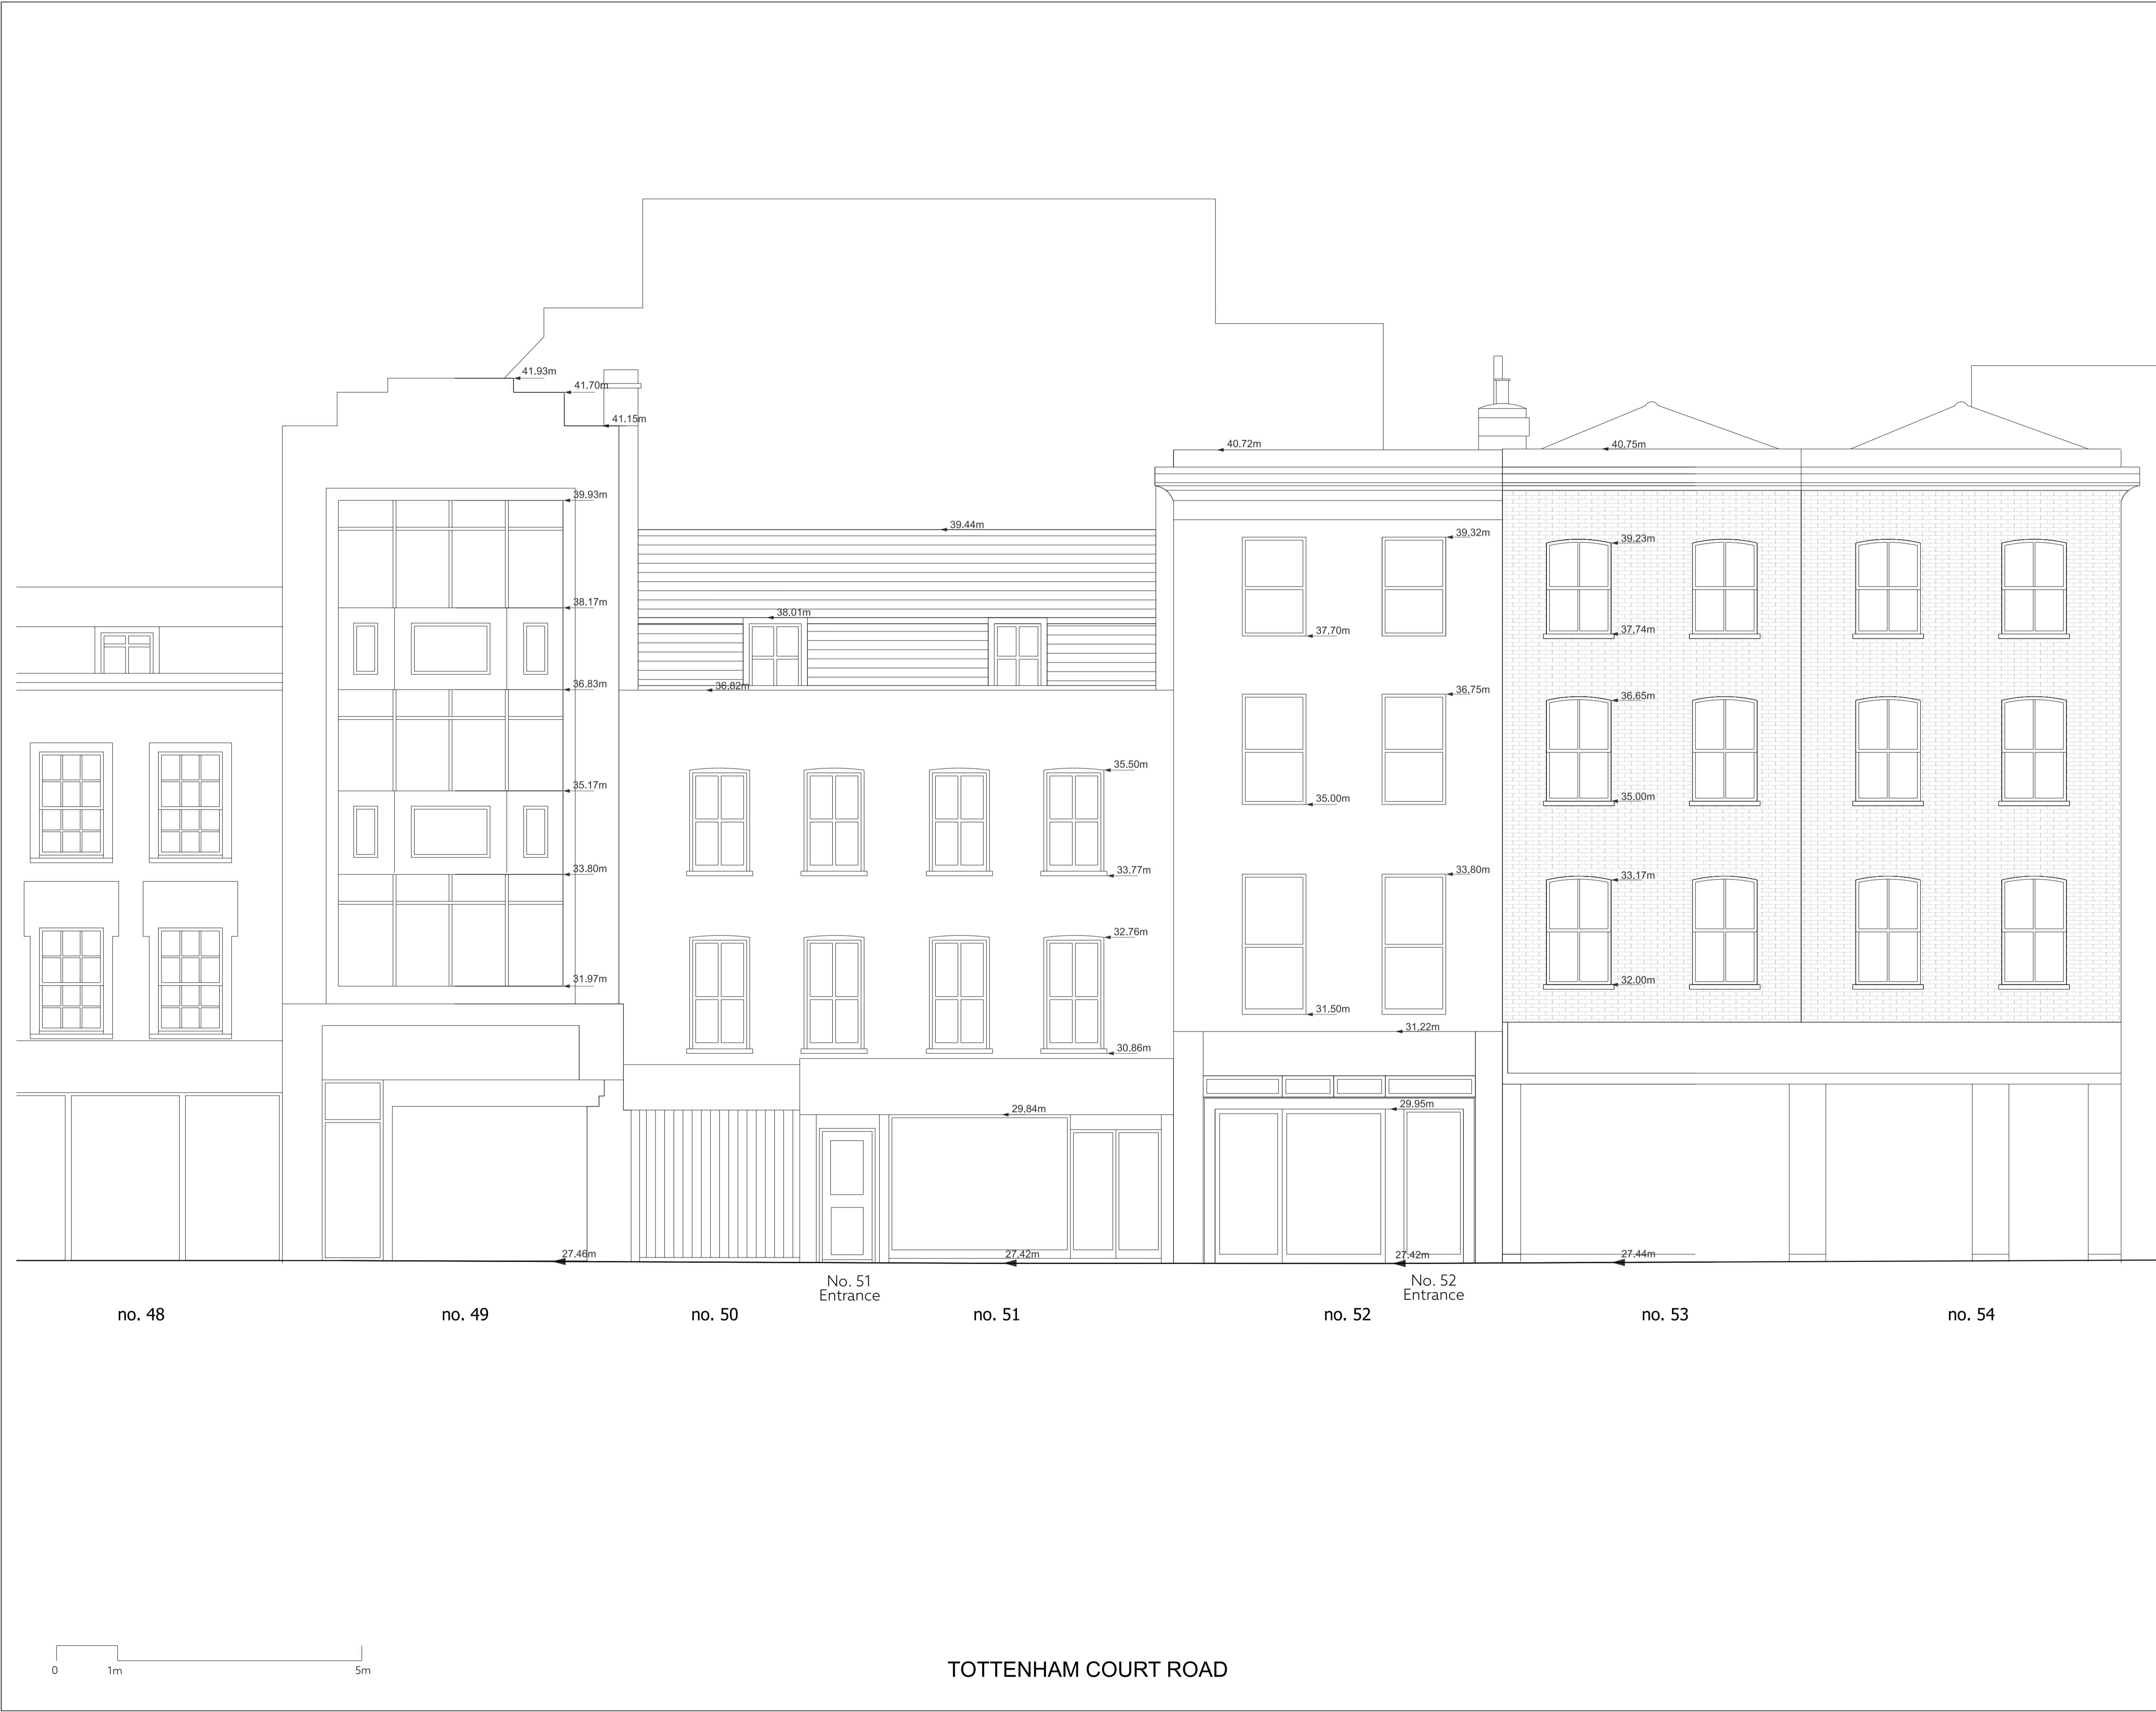 41.93m
41.70m
41.15m
40.72m
40.75m
39.93m
39.44m
39.32m
39.23m
38.17m
38.01m
37.70m
37.74m
36.83m
36.82m
36.75m
36.65m
35.50m
35.17m
35.00m
35.00m
33.80m
33.77m
33.80m
33.17m
32.76m
31.97m
32.00m
31.50m
31.22m
30.86m
29.84m
29.95m
27.46m
27.42m
27.42m
27.44m
No. 51
Entrance
No. 52
Entrance
no. 48
no. 49
no. 50
no. 51
no. 52
no. 53
no. 54
0 1m 5m
TOTTENHAM COURT ROAD